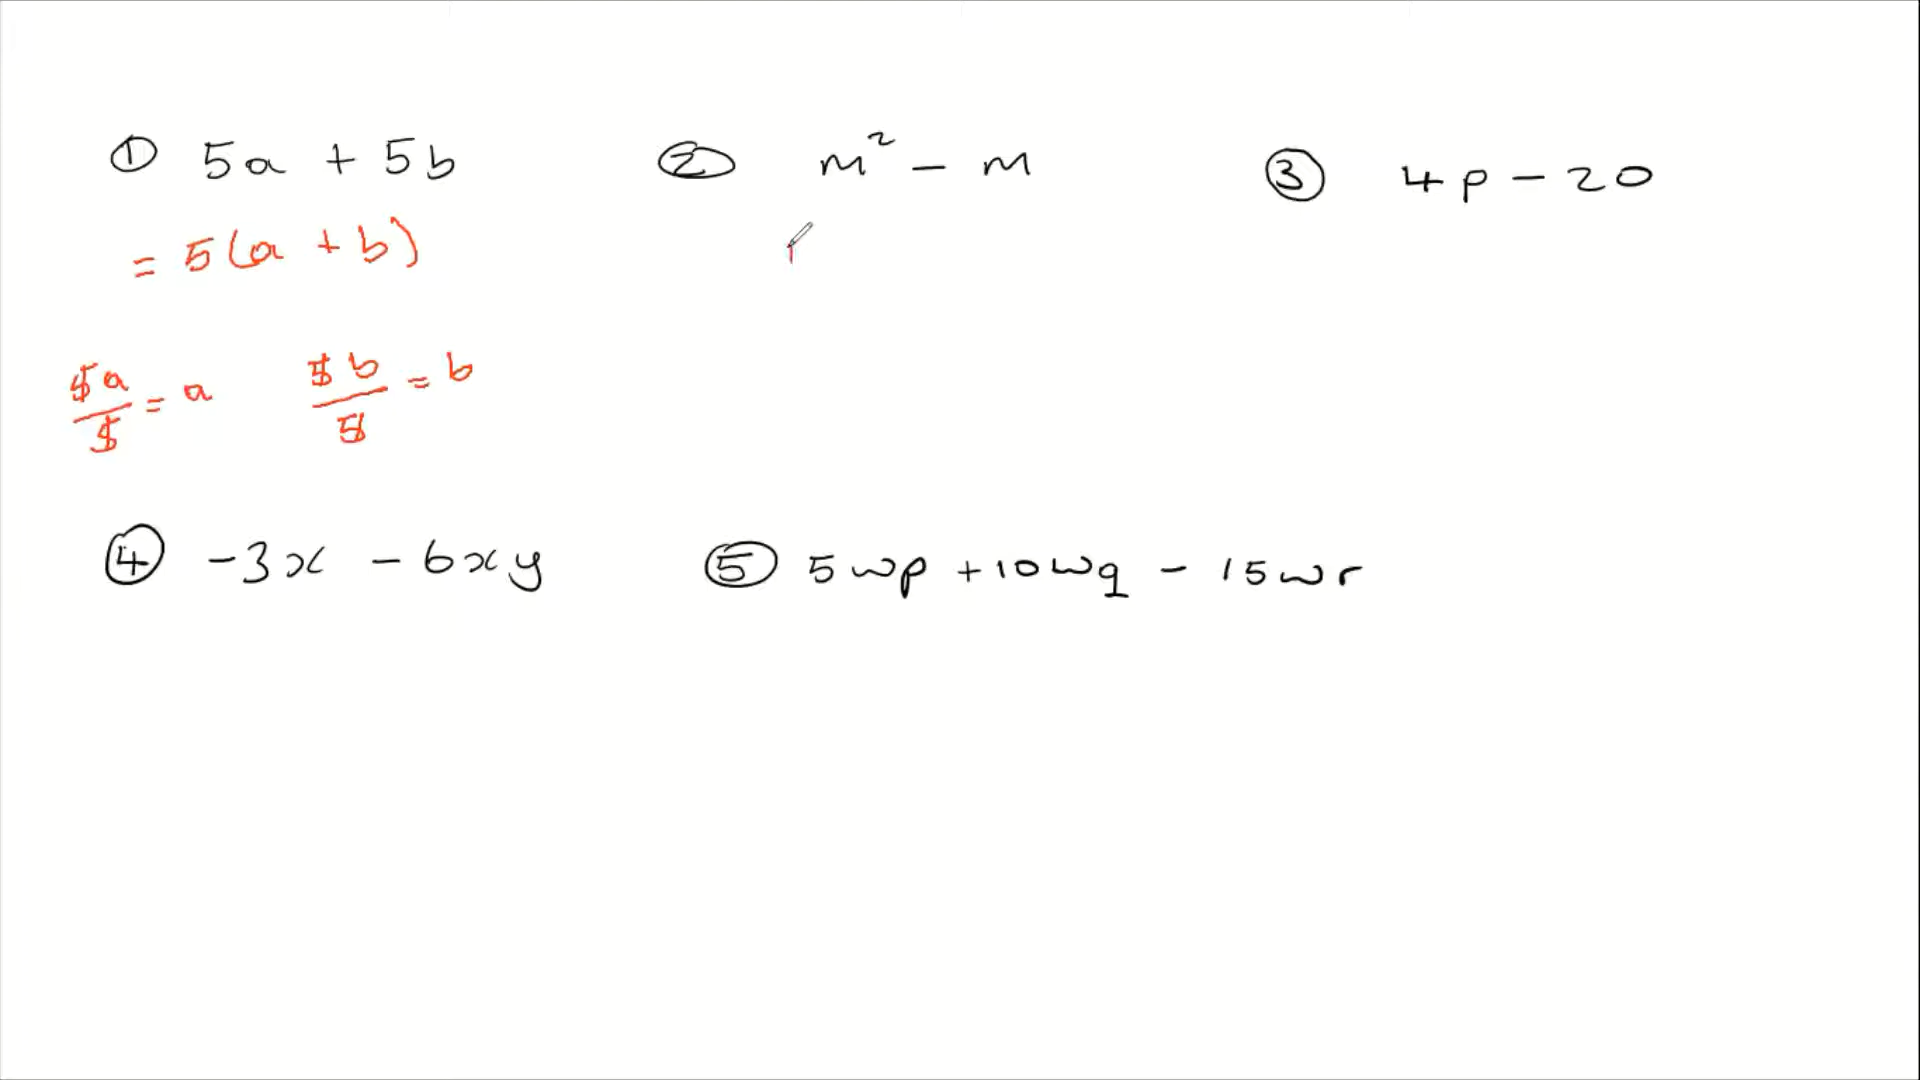 ① 5a + 5b
= 5(a + b)
5a/5 = a  5b/5 = b
② m² - m
③ 4p - 20
④ -3x - 6xy
⑤ 5wp + 10wq - 15wr